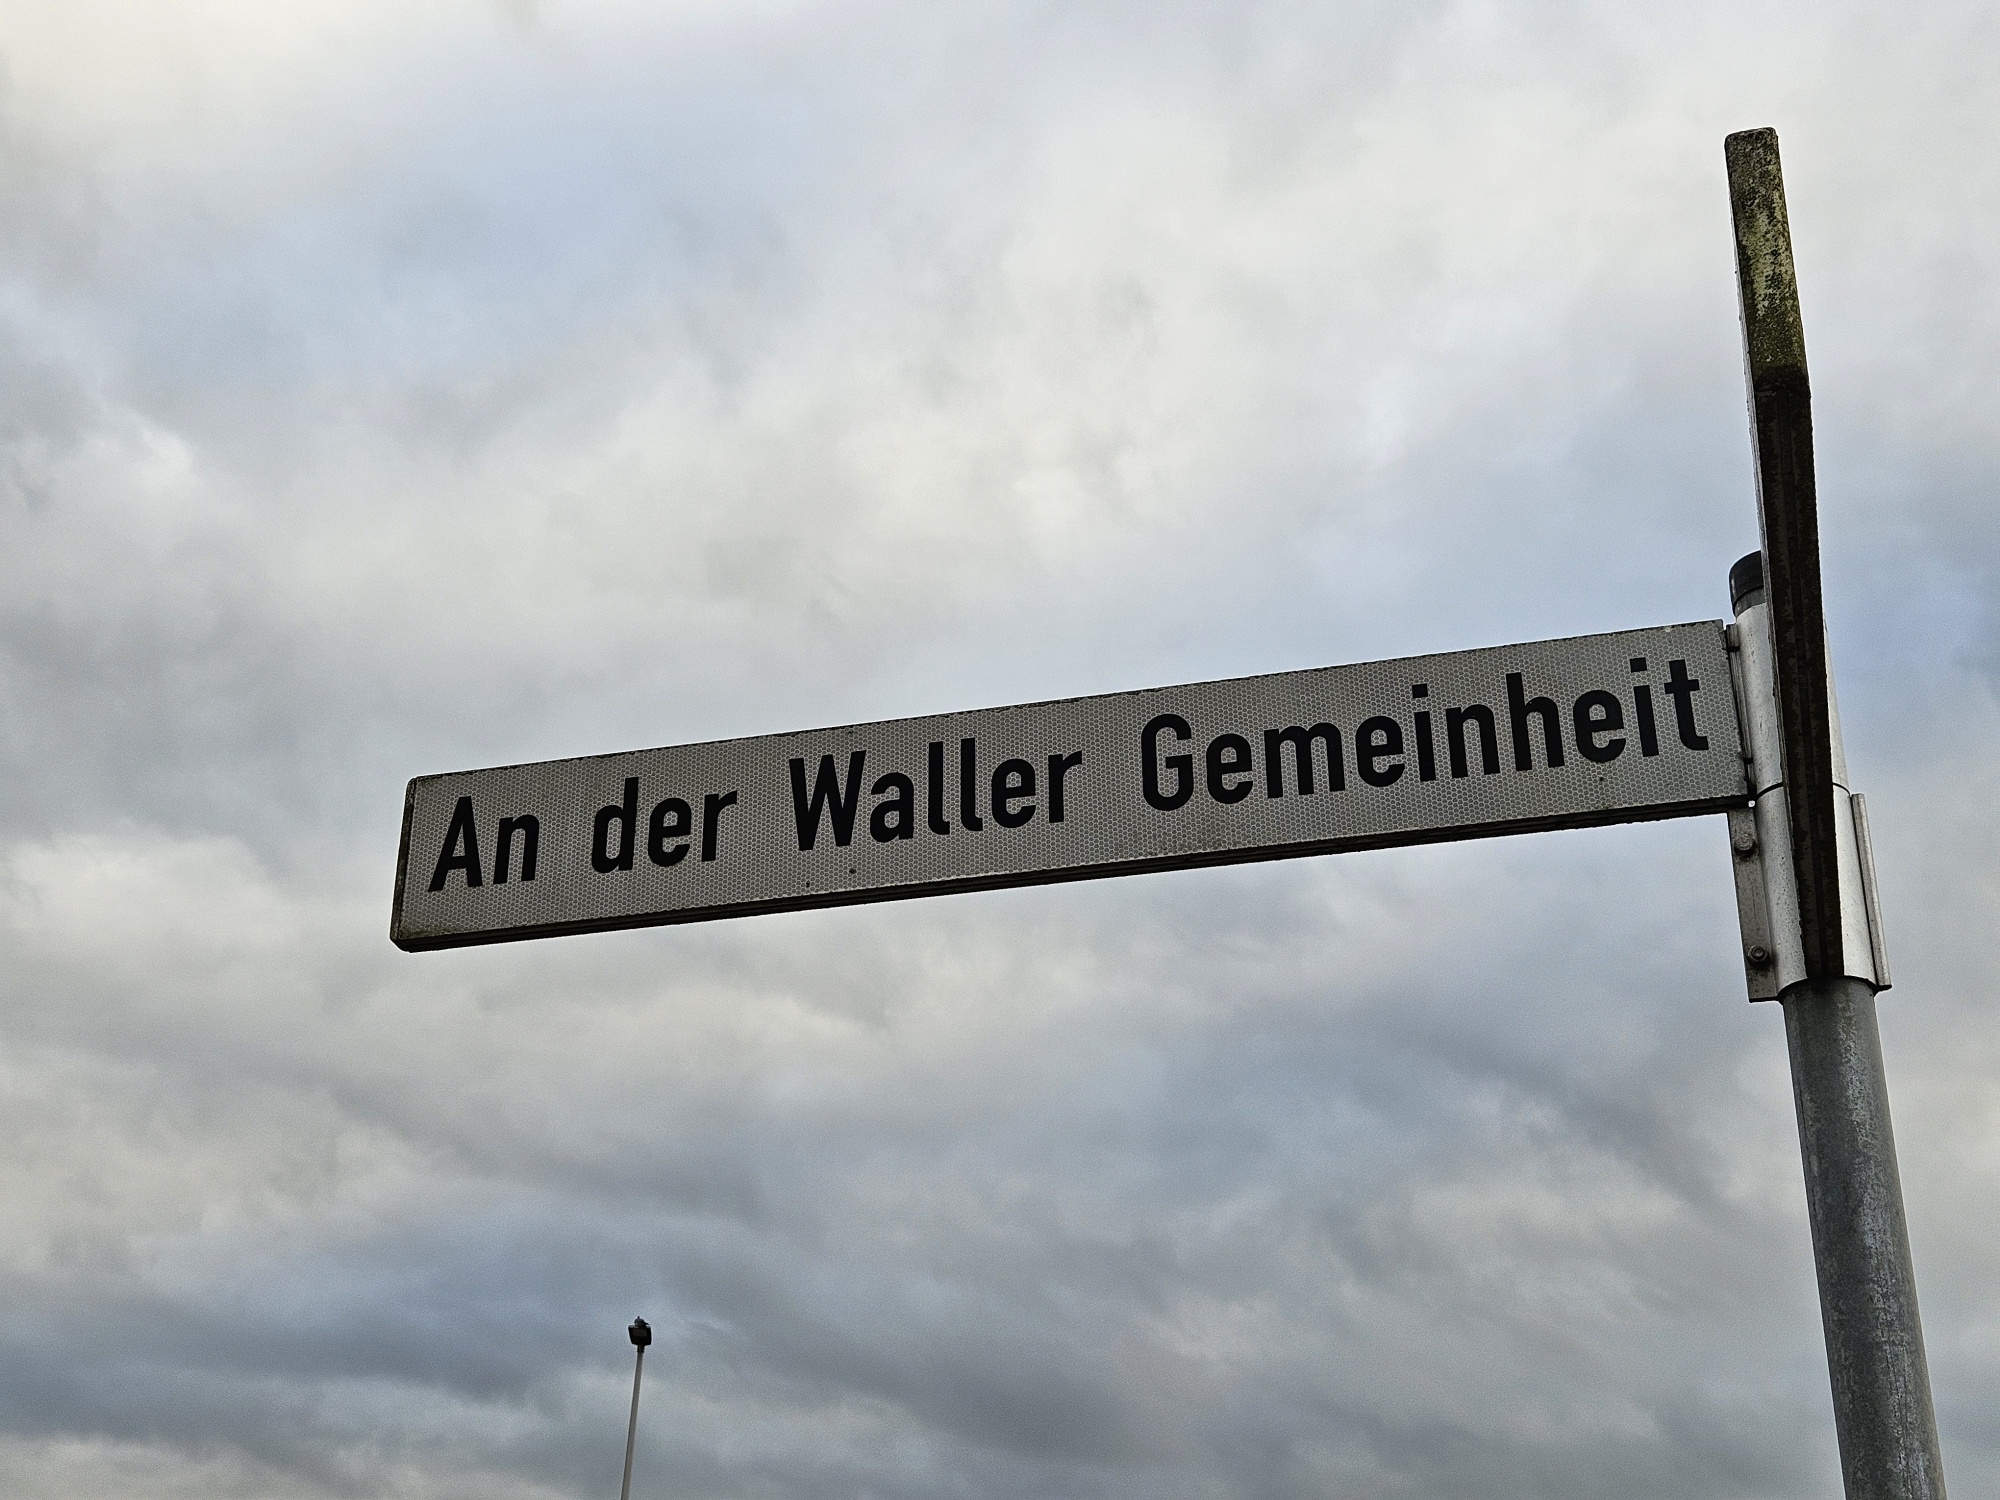 An der Waller Gemeinheit